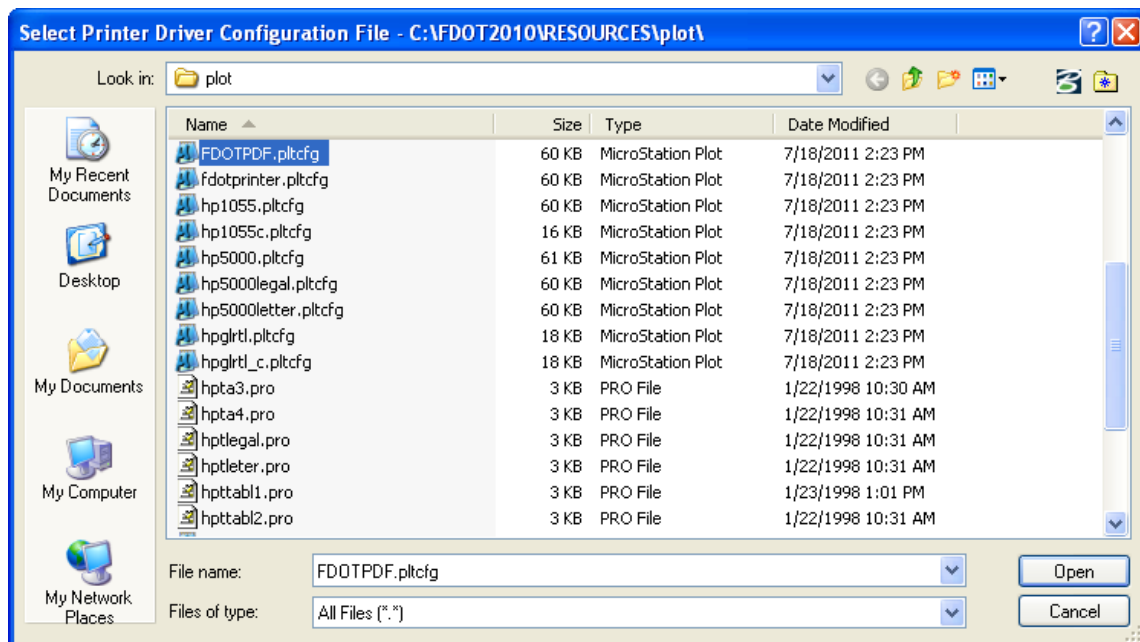 Select Printer Driver Configuration File - C:\FDOT2010\RESOURCES\plot\
Look in: plot
Name Size Type Date Modified
FDOTPDF.pltcfg 60 KB MicroStation Plot 7/18/2011 2:23 PM
fdotprinter.pltcfg 60 KB MicroStation Plot 7/18/2011 2:23 PM
hp1055.pltcfg 60 KB MicroStation Plot 7/18/2011 2:23 PM
hp1055c.pltcfg 16 KB MicroStation Plot 7/18/2011 2:23 PM
hp5000.pltcfg 61 KB MicroStation Plot 7/18/2011 2:23 PM
hp5000legal.pltcfg 60 KB MicroStation Plot 7/18/2011 2:23 PM
hp5000letter.pltcfg 60 KB MicroStation Plot 7/18/2011 2:23 PM
hpglrtl.pltcfg 18 KB MicroStation Plot 7/18/2011 2:23 PM
hpglrtl_c.pltcfg 18 KB MicroStation Plot 7/18/2011 2:23 PM
hpta3.pro 3 KB PRO File 1/22/1998 10:30 AM
hpta4.pro 3 KB PRO File 1/22/1998 10:31 AM
hptlegal.pro 3 KB PRO File 1/22/1998 10:31 AM
hptleter.pro 3 KB PRO File 1/22/1998 10:31 AM
hpttabl1.pro 3 KB PRO File 1/23/1998 1:01 PM
hpttabl2.pro 3 KB PRO File 1/22/1998 10:31 AM
My Recent
Documents
Desktop
My Documents
My Computer
My Network
Places
File name: FDOTPDF.pltcfg Open
Files of type: All Files (*.*) Cancel